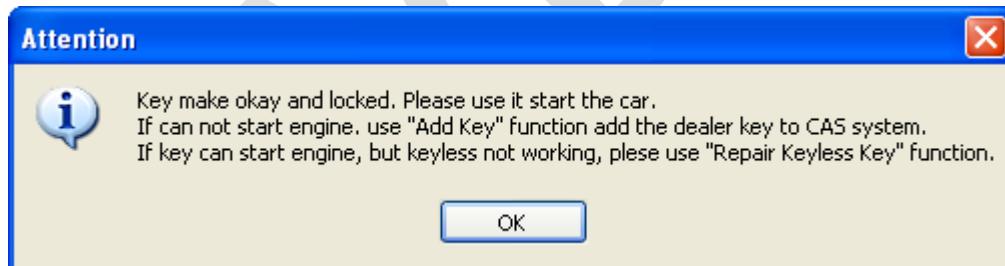 Attention
Key make okay and locked. Please use it start the car.
If can not start engine. use "Add Key" function add the dealer key to CAS system.
If key can start engine, but keyless not working, plese use "Repair Keyless Key" function.
OK